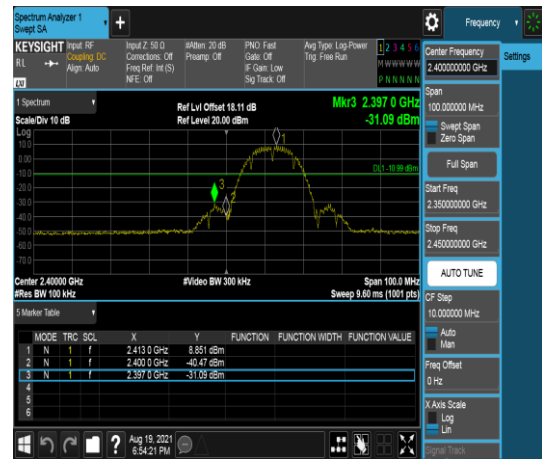 Spectrum Analyzer 1
Swept SA
Frequency
KEYSIGHT
RL
LXI
Input: RF
Coupling: DC
Align: Auto
Input Z: 50 Ω
Corrections: Off
Freq Ref: Int (S)
NFE: Off
#Atten: 20 dB
Preamp: Off
PNO: Fast
Gate: Off
IF Gain: Low
Sig Track: Off
Avg Type: Log-Power
Trig: Free Run
1 2 3 4 5 6
M W W W W W
P N N N N N
Center Frequency
2.400000000 GHz
Settings
Span
100.000000 MHz
Swept Span
Zero Span
Full Span
Start Freq
2.350000000 GHz
Stop Freq
2.450000000 GHz
AUTO TUNE
CF Step
10.000000 MHz
Auto
Man
Freq Offset
0 Hz
X Axis Scale
Log
Lin
Signal Track
1 Spectrum
Scale/Div 10 dB
Ref Lvl Offset 18.11 dB
Ref Level 20.00 dBm
Mkr3 2.397 0 GHz
-31.09 dBm
Log
10.0
0.00
-10.0
-20.0
-30.0
-40.0
-50.0
-60.0
-70.0
1
DL1 -10.99 dBm
3
2
Center 2.40000 GHz
#Res BW 100 kHz
#Video BW 300 kHz
Span 100.0 MHz
Sweep 9.60 ms (1001 pts)
5 Marker Table
MODE TRC SCL X Y FUNCTION FUNCTION WIDTH FUNCTION VALUE
1 N 1 f 2.413 0 GHz 8.851 dBm
2 N 1 f 2.400 0 GHz -40.47 dBm
3 N 1 f 2.397 0 GHz -31.09 dBm
4
5
6
?
Aug 19, 2021
6:54:21 PM